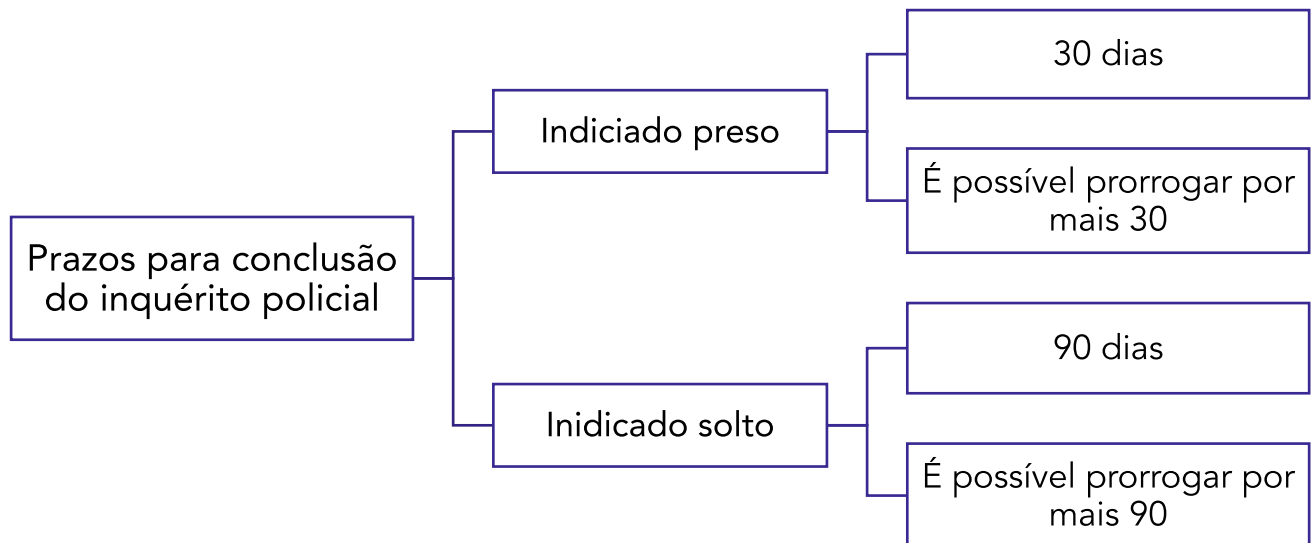 Prazos para conclusão
do inquérito policial
Indiciado preso
30 dias
É possível prorrogar por
mais 30
Inidicado solto
90 dias
É possível prorrogar por
mais 90